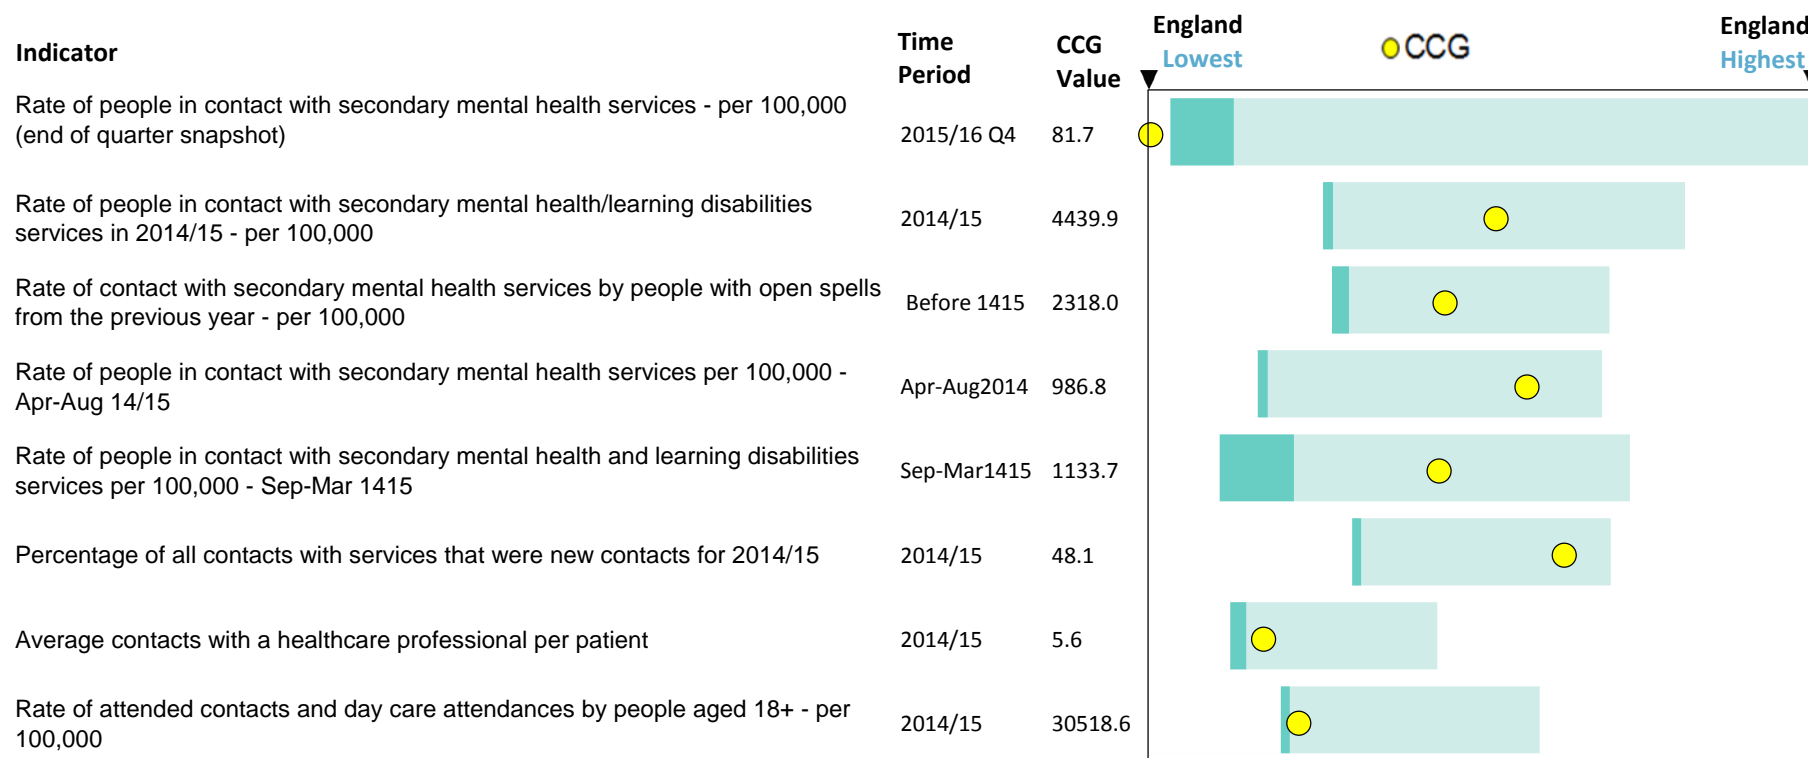 Indicator
Time Period
CCG Value
England Lowest
CCG
England Highest
Rate of people in contact with secondary mental health services - per 100,000
(end of quarter snapshot)
2015/16 Q4 81.7
Rate of people in contact with secondary mental health/learning disabilities
services in 2014/15 - per 100,000
2014/15 4439.9
Rate of contact with secondary mental health services by people with open spells
from the previous year - per 100,000
Before 1415 2318.0
Rate of people in contact with secondary mental health services per 100,000 -
Apr-Aug 14/15
Apr-Aug2014 986.8
Rate of people in contact with secondary mental health and learning disabilities
services per 100,000 - Sep-Mar 1415
Sep-Mar1415 1133.7
Percentage of all contacts with services that were new contacts for 2014/15
2014/15 48.1
Average contacts with a healthcare professional per patient
2014/15 5.6
Rate of attended contacts and day care attendances by people aged 18+ - per
100,000
2014/15 30518.6